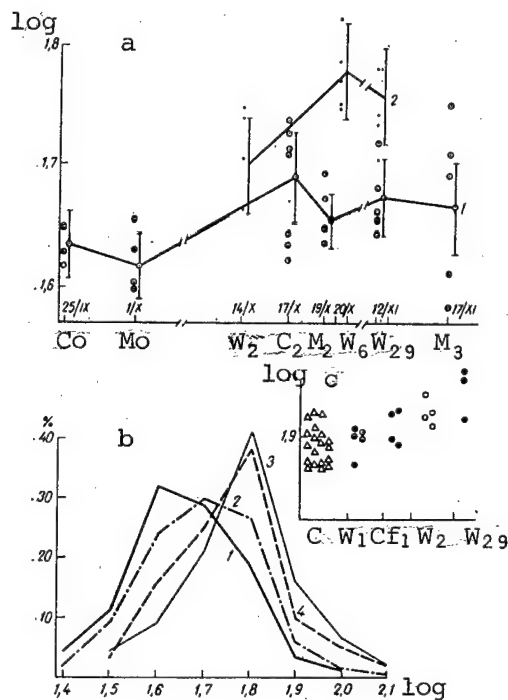 log
a
1,8
1,7
1,6
2
1
25/IX 1/X 14/X 17/X 19/X 20/X 12/XI 17/XI
Co Mo W2 C2 M2 W6 W29 M3
log c
1,9
C W1 Cf1 W2 W29
%
b
.40
.30
.20
.10
3
2
1
4
1,4 1,5 1,6 1,7 1,8 1,9 2,0 2,1 log